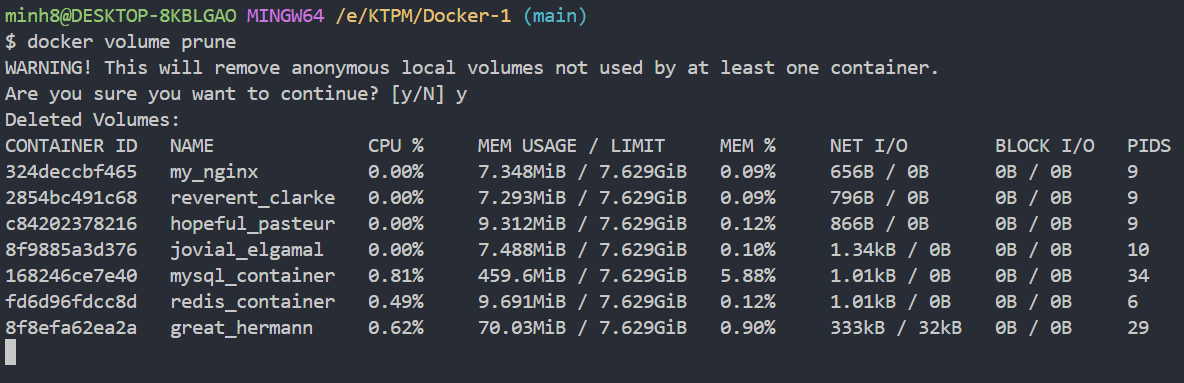 minh8@DESKTOP-8KBLGAO MINGW64 /e/KTPM/Docker-1 (main)
$ docker volume prune
WARNING! This will remove anonymous local volumes not used by at least one container.
Are you sure you want to continue? [y/N] y
Deleted Volumes:
CONTAINER ID   NAME              CPU %     MEM USAGE / LIMIT     MEM %     NET I/O        BLOCK I/O   PIDS
324deccbf465   my_nginx          0.00%     7.348MiB / 7.629GiB   0.09%     656B / 0B      0B / 0B     9
2854bc491c68   reverent_clarke   0.00%     7.293MiB / 7.629GiB   0.09%     796B / 0B      0B / 0B     9
c84202378216   hopeful_pasteur   0.00%     9.312MiB / 7.629GiB   0.12%     866B / 0B      0B / 0B     9
8f9885a3d376   jovial_elgamal    0.00%     7.488MiB / 7.629GiB   0.10%     1.34kB / 0B    0B / 0B     10
168246ce7e40   mysql_container   0.81%     459.6MiB / 7.629GiB   5.88%     1.01kB / 0B    0B / 0B     34
fd6d96fdcc8d   redis_container   0.49%     9.691MiB / 7.629GiB   0.12%     1.01kB / 0B    0B / 0B     6
8f8efa62ea2a   great_hermann     0.62%     70.03MiB / 7.629GiB   0.90%     333kB / 32kB   0B / 0B     29